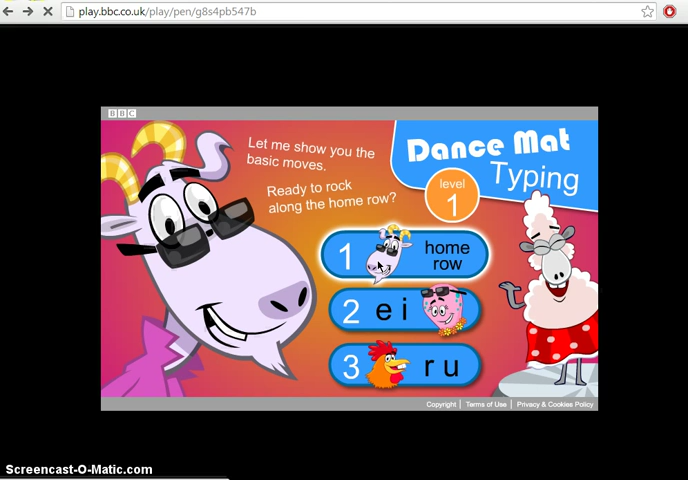 play.bbc.co.uk/play/pen/g8s4pb547b
BBC
Let me show you the
basic moves.
Ready to rock
along the home row?
Dance Mat
Typing
level
1
1 home
row
2 e i
3 r u
Copyright | Terms of Use | Privacy & Cookies Policy
Screencast-O-Matic.com